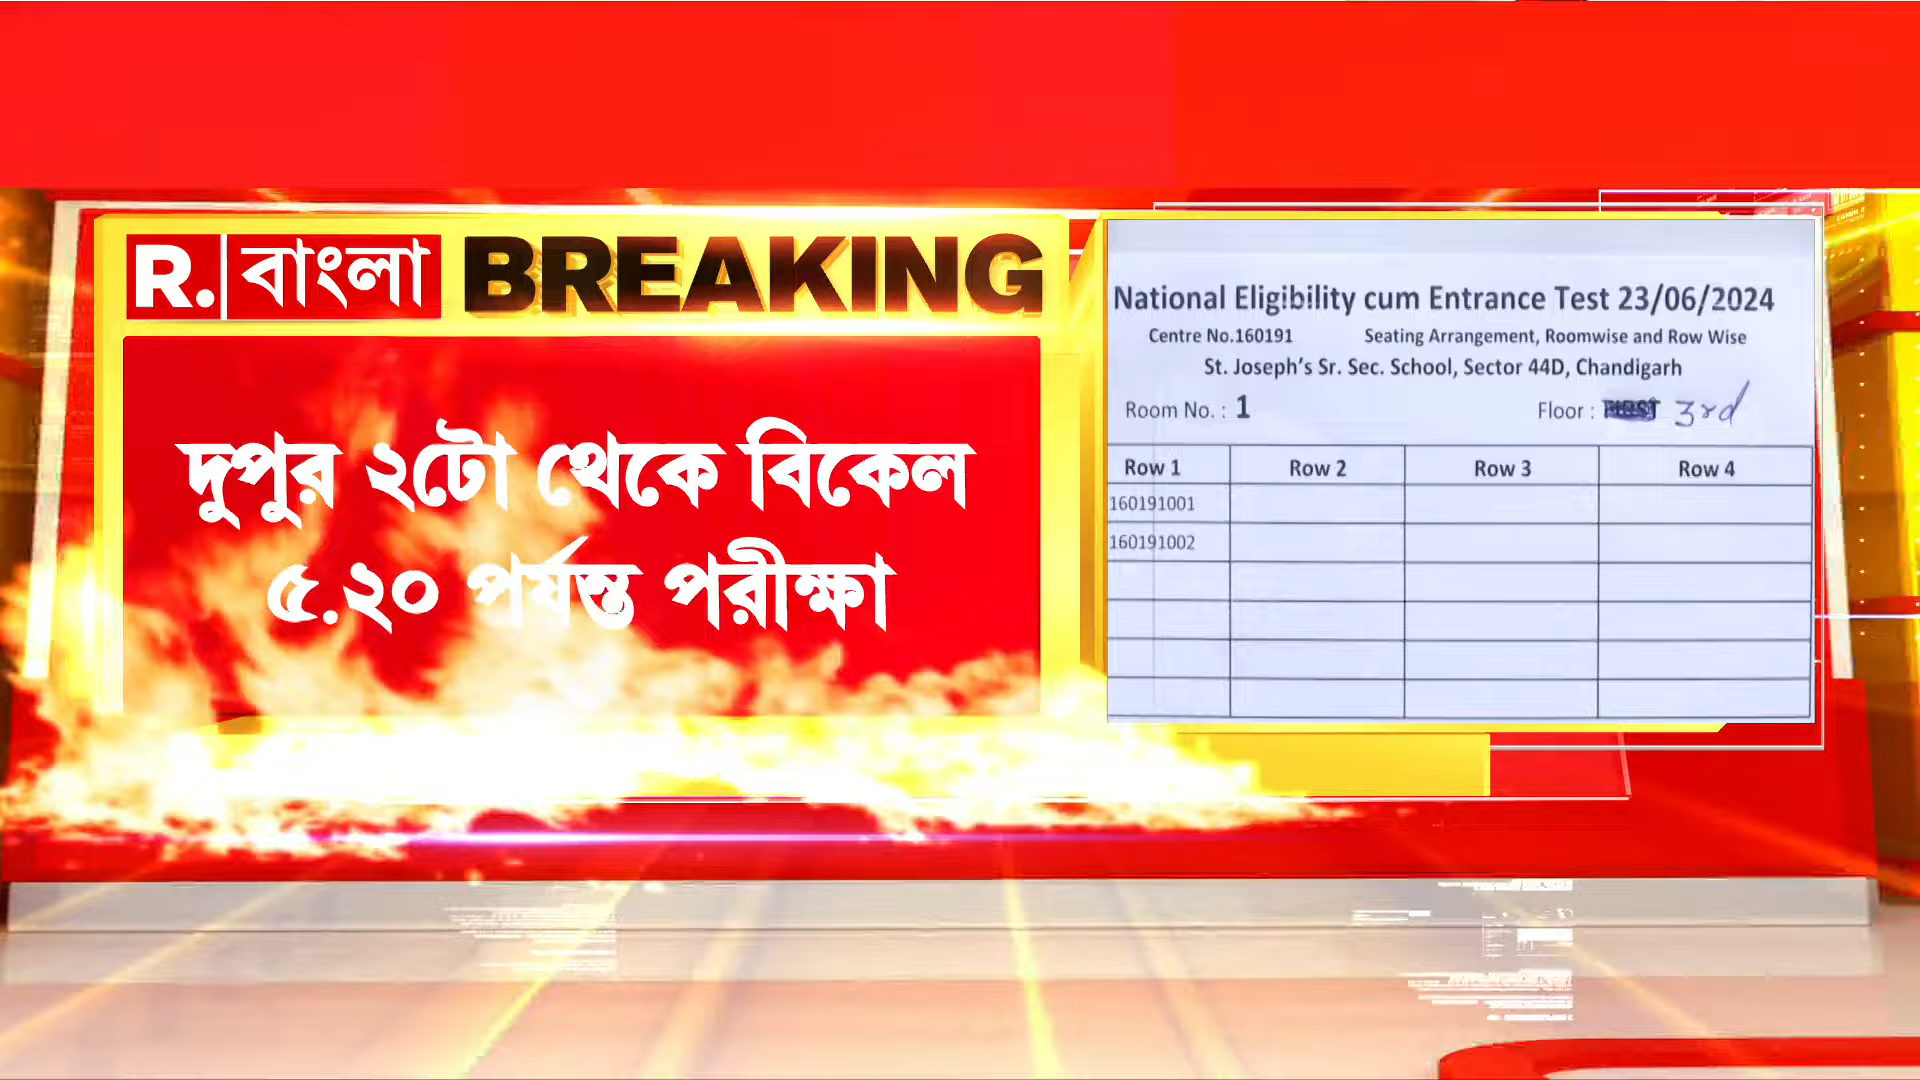 R. বাংলা BREAKING
দুপুর ২টো থেকে বিকেল
৫.২০ পর্যন্ত পরীক্ষা
National Eligibility cum Entrance Test 23/06/2024
Centre No.160191 Seating Arrangement, Roomwise and Row Wise
St. Joseph's Sr. Sec. School, Sector 44D, Chandigarh
Room No. : 1 Floor : 3rd
Row 1 Row 2 Row 3 Row 4
160191001
160191002